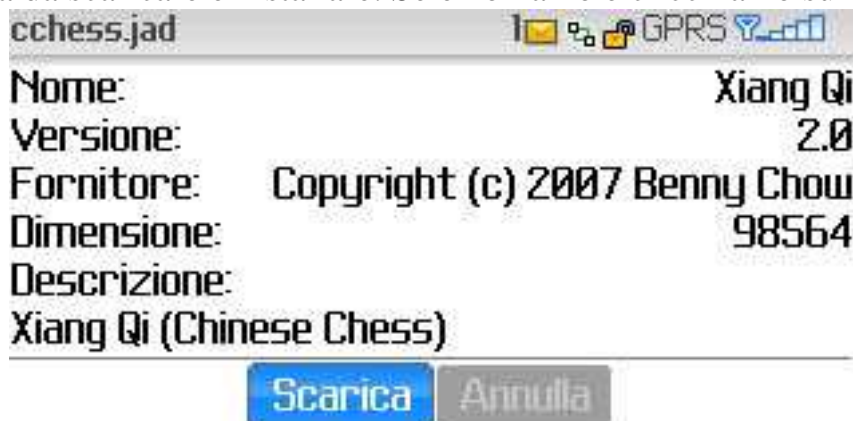 cchess.jad 1 GPRS
Nome: Xiang Qi
Versione: 2.0
Fornitore: Copyright (c) 2007 Benny Chow
Dimensione: 98564
Descrizione:
Xiang Qi (Chinese Chess)
Scarica Annulla